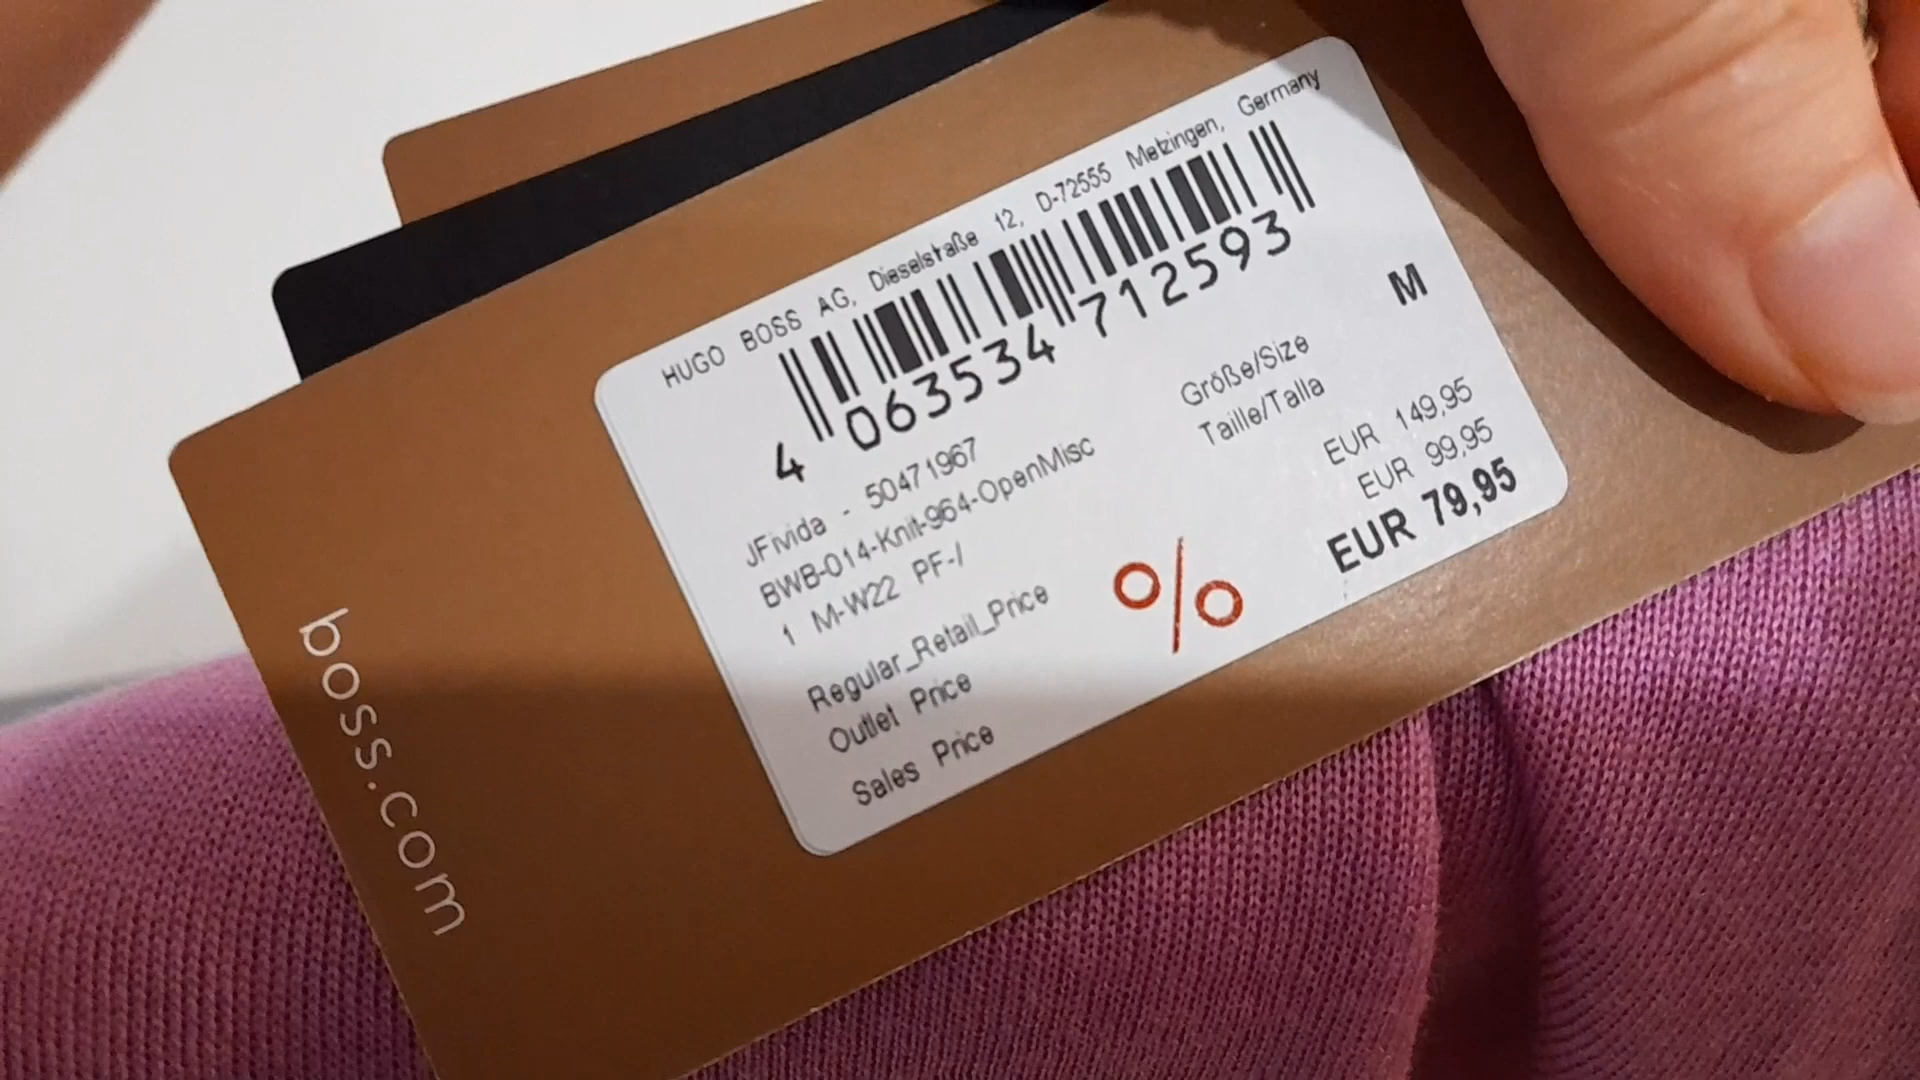 HUGO BOSS AG, Dieselstraße 12, D-72555 Metzingen, Germany
4 063534 712593
JFivida - 50471967
BWB-014-Knit-964-OpenMisc
1 M-W22 PF-/
Größe/Size M
Taille/Talla
Regular_Retail_Price EUR 149,95
Outlet Price EUR 99,95
Sales Price % EUR 79,95
boss.com